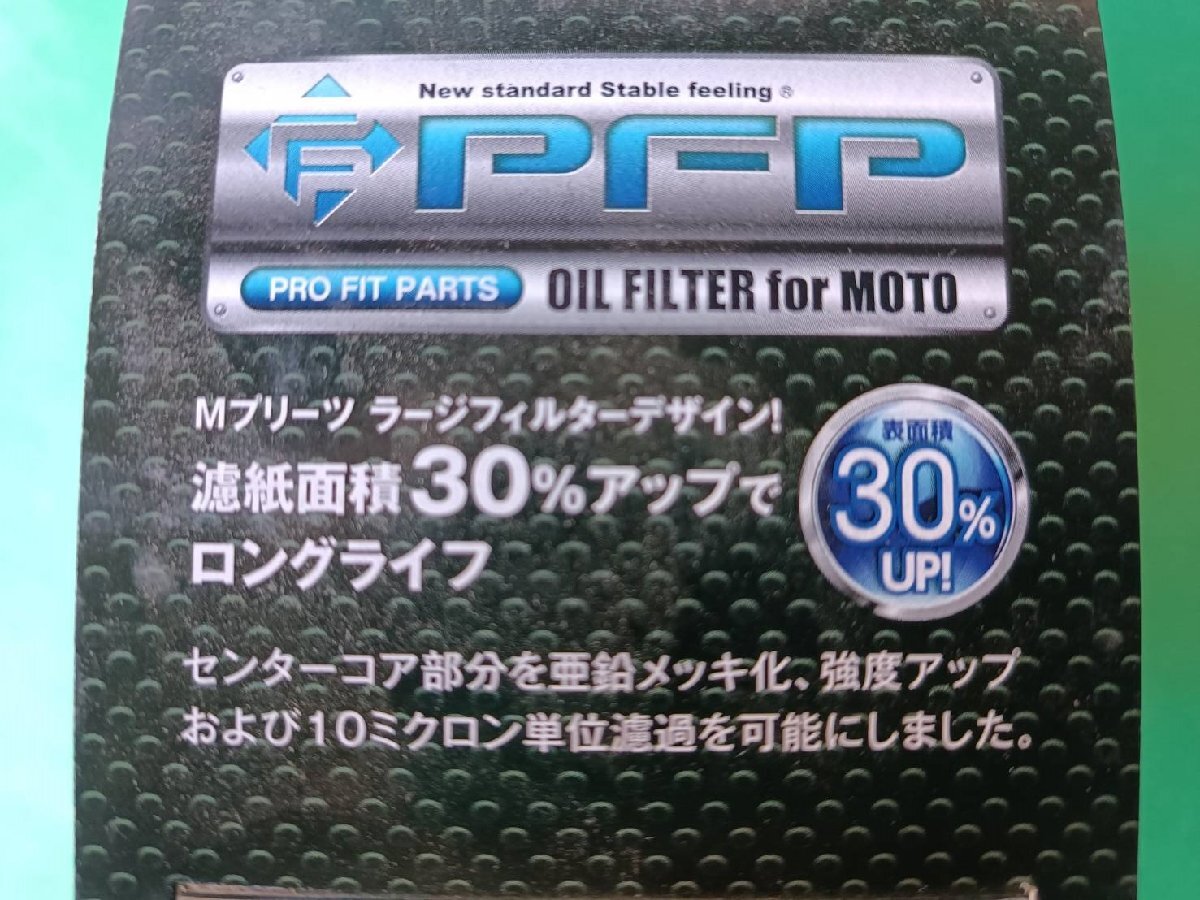 New standard Stable feeling ®
PFP
PRO FIT PARTS OIL FILTER for MOTO
Mプリーツ ラージフィルターデザイン!
濾紙面積30%アップで
ロングライフ
表面積
30%
UP!
センターコア部分を亜鉛メッキ化、強度アップ
および10ミクロン単位濾過を可能にしました。